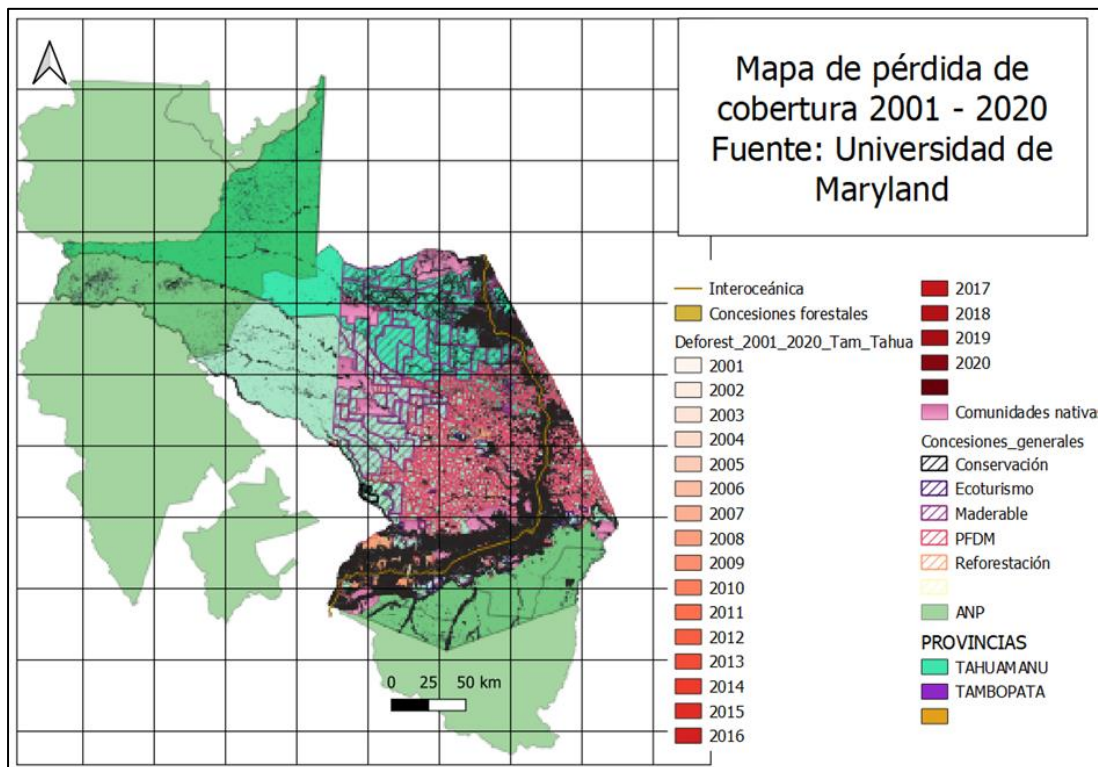 Mapa de pérdida de
cobertura 2001 - 2020
Fuente: Universidad de
Maryland
Interoceánica
Concesiones forestales
Deforest_2001_2020_Tam_Tahua
2001
2002
2003
2004
2005
2006
2007
2008
2009
2010
2011
2012
2013
2014
2015
2016
2017
2018
2019
2020
Comunidades nativas
Concesiones_generales
Conservación
Ecoturismo
Maderable
PFDM
Reforestación
ANP
PROVINCIAS
TAHUAMANU
TAMBOPATA
0 25 50 km